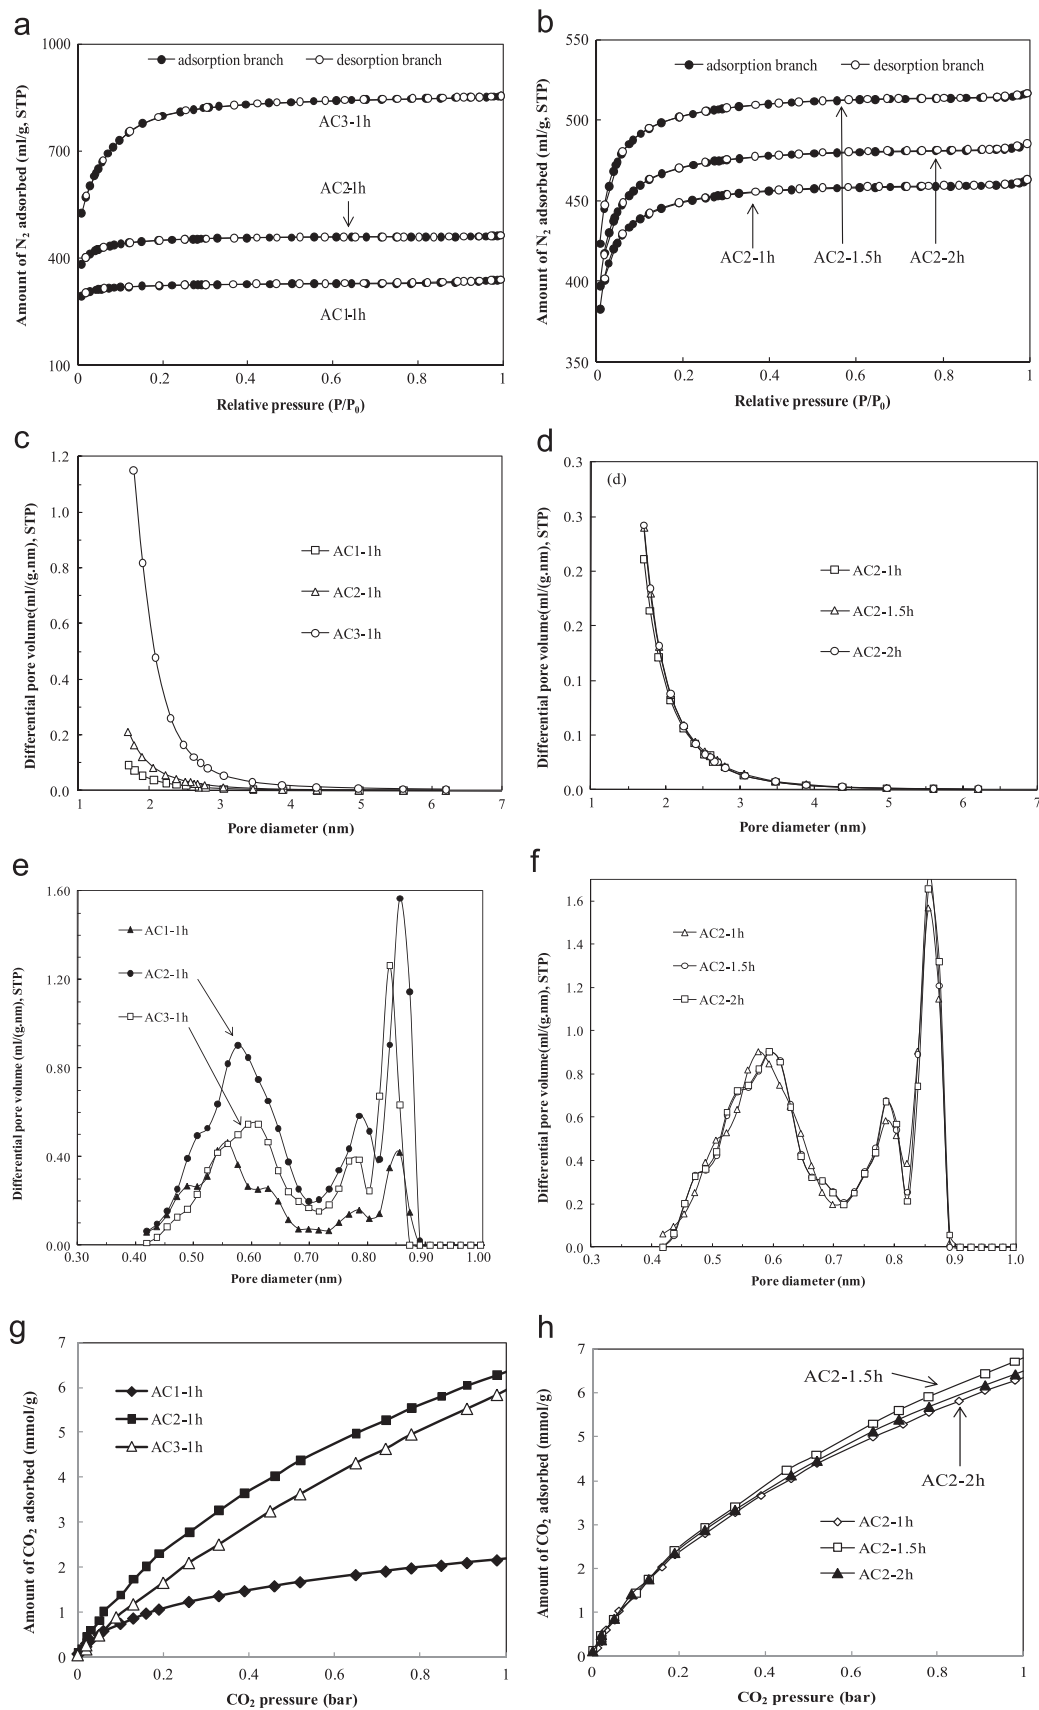 a
1000
700
400
100
Amount of N2 adsorbed (ml/g, STP)
adsorption branch
desorption branch
AC3-1h
AC2-1h
AC1-1h
0
0.2
0.4
0.6
0.8
1
Relative pressure (P/P0)
b
550
500
450
400
350
Amount of N2 adsorbed (ml/g, STP)
adsorption branch
desorption branch
AC2-1h
AC2-1.5h
AC2-2h
0
0.2
0.4
0.6
0.8
1
Relative pressure (P/P0)
c
1.2
1.0
0.8
0.6
0.4
0.2
0.0
Differential pore volume(ml/(g.nm), STP)
AC1-1h
AC2-1h
AC3-1h
1
2
3
4
5
6
7
Pore diameter (nm)
d
0.3
0.3
0.2
0.2
0.1
0.1
0.0
Differential pore volume(ml/(g.nm), STP)
(d)
AC2-1h
AC2-1.5h
AC2-2h
1
2
3
4
5
6
7
Pore diameter (nm)
e
1.60
1.20
0.80
0.40
0.00
Differential pore volume (ml/(g.nm), STP)
AC1-1h
AC2-1h
AC3-1h
0.30
0.40
0.50
0.60
0.70
0.80
0.90
1.00
Pore diameter (nm)
f
1.6
1.4
1.2
1.0
0.8
0.6
0.4
0.2
0.0
Differential pore volume(ml/(g.nm), STP)
AC2-1h
AC2-1.5h
AC2-2h
0.3
0.4
0.5
0.6
0.7
0.8
0.9
1.0
Pore diameter (nm)
g
7
6
5
4
3
2
1
0
Amount of CO2 adsorbed (mmol/g)
AC1-1h
AC2-1h
AC3-1h
0
0.2
0.4
0.6
0.8
1
CO2 pressure (bar)
h
7
6
5
4
3
2
1
0
Amount of CO2 adsorbed (mmol/g)
AC2-1.5h
AC2-2h
AC2-1h
AC2-1.5h
AC2-2h
0
0.2
0.4
0.6
0.8
1
CO2 pressure (bar)